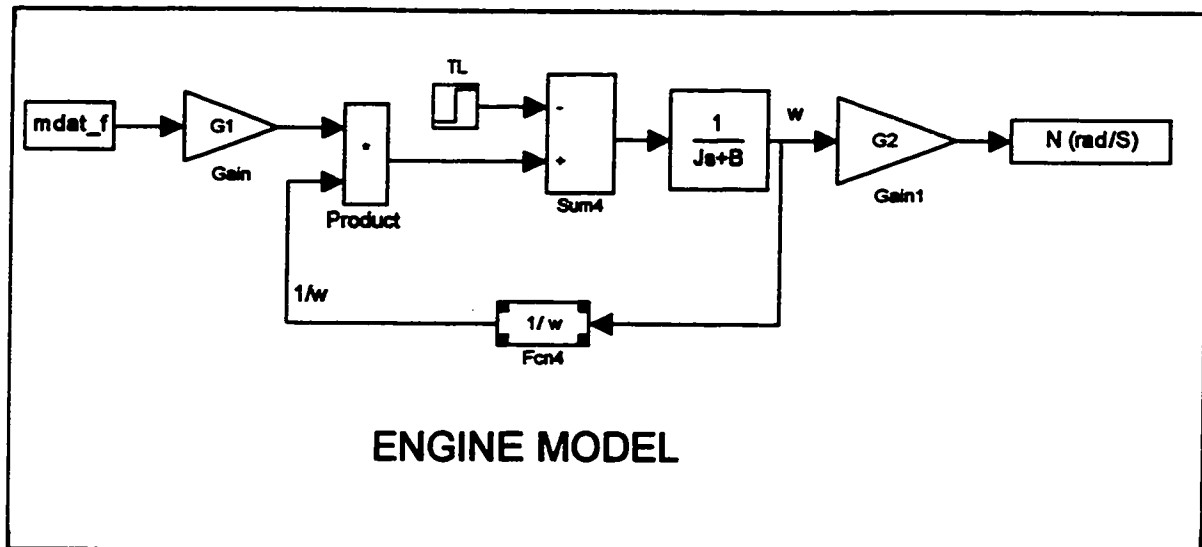 TL
mdat_f
G1
Gain
*
Product
-
+
Sum4
1
Js+B
w
G2
Gain1
N (rad/S)
1/w
1/ w
Fcn4
ENGINE MODEL